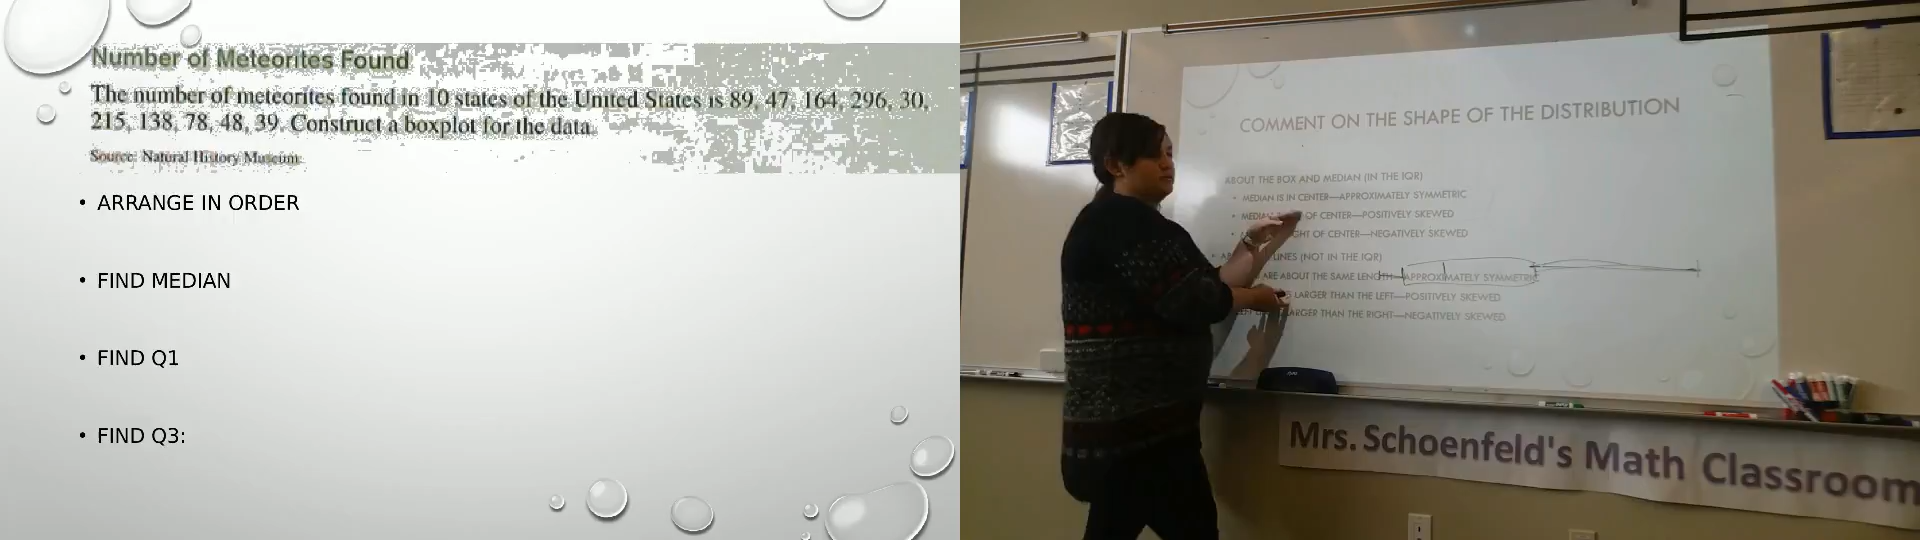 Number of Meteorites Found
The number of meteorites found in 10 states of the United States is 89, 47, 164, 296, 30,
215, 138, 78, 48, 39. Construct a boxplot for the data.
Source: Natural History Museum.
• ARRANGE IN ORDER
• FIND MEDIAN
• FIND Q1
• FIND Q3:
COMMENT ON THE SHAPE OF THE DISTRIBUTION
ABOUT THE BOX AND MEDIAN (IN THE IQR)
• MEDIAN IS IN CENTER—APPROXIMATELY SYMMETRIC
• MEDIAN OF CENTER—POSITIVELY SKEWED
• OF CENTER—NEGATIVELY SKEWED
• LINES (NOT IN THE IQR)
ARE ABOUT THE SAME LENGTH—APPROXIMATELY SYMMETRIC
LARGER THAN THE LEFT—POSITIVELY SKEWED
LARGER THAN THE RIGHT—NEGATIVELY SKEWED
Mrs. Schoenfeld's Math Classroom